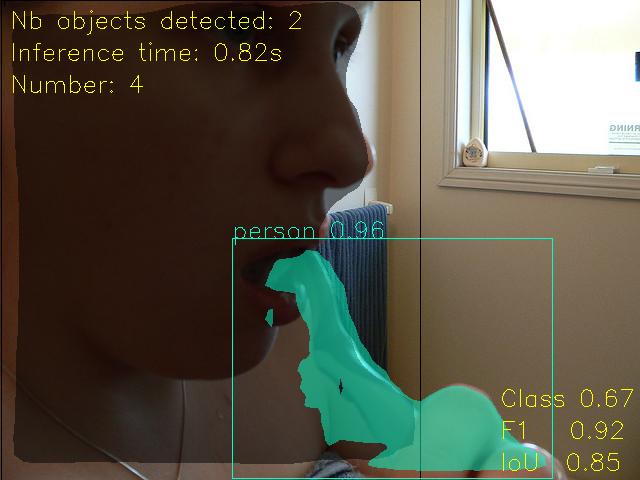 Nb objects detected: 2
Inference time: 0.82s
Number: 4
WARNING
person 0.96
Class 0.67
F1 0.92
IoU 0.85